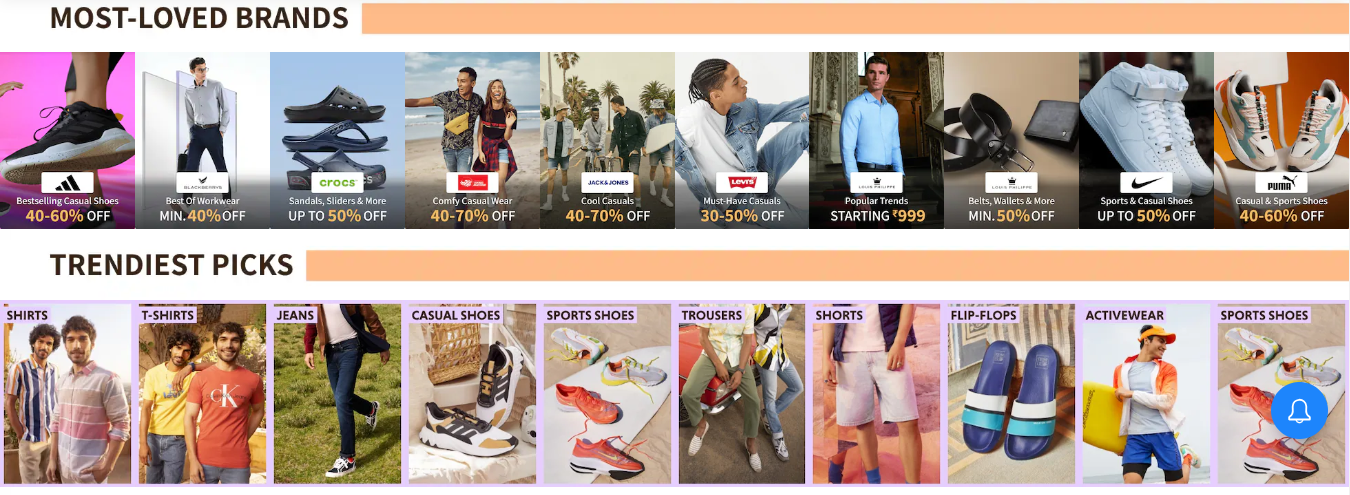 MOST-LOVED BRANDS
Bestselling Casual Shoes
40-60% OFF
BLACKBERRYS
Best Of Workwear
MIN. 40% OFF
crocs
Sandals, Sliders & More
UP TO 50% OFF
Comfy Casual Wear
40-70% OFF
JACK&JONES
Cool Casuals
40-70% OFF
Levi's
Must-Have Casuals
30-50% OFF
LOUIS PHILIPPE
Popular Trends
STARTING ₹999
LOUIS PHILIPPE
Belts, Wallets & More
MIN. 50% OFF
Sports & Casual Shoes
UP TO 50% OFF
PUMA
Casual & Sports Shoes
40-60% OFF
TRENDIEST PICKS
SHIRTS
T-SHIRTS
CK
JEANS
CASUAL SHOES
SPORTS SHOES
TROUSERS
SHORTS
FLIP-FLOPS
ACTIVEWEAR
SPORTS SHOES